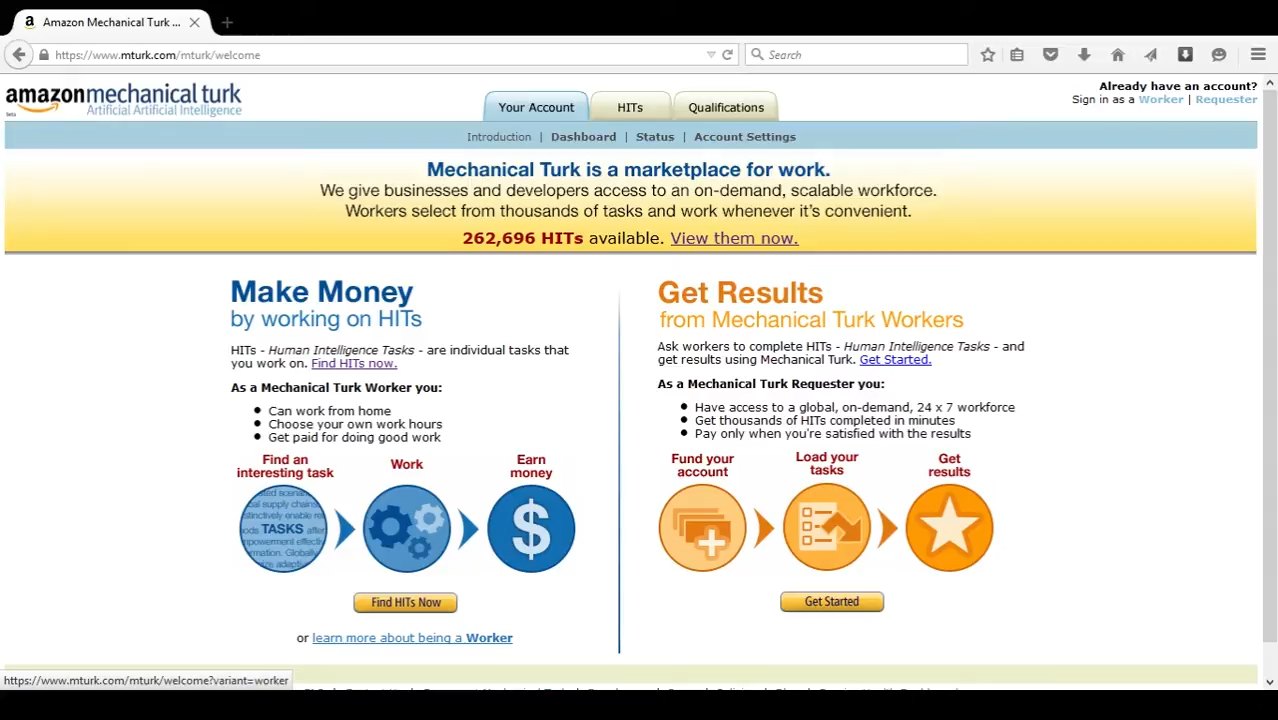 Amazon Mechanical Turk ...
https://www.mturk.com/mturk/welcome
Search
amazonmechanical turk
beta
Artificial Artificial Intelligence
Your Account
HITs
Qualifications
Already have an account?
Sign in as a Worker | Requester
Introduction | Dashboard | Status | Account Settings
Mechanical Turk is a marketplace for work.
We give businesses and developers access to an on-demand, scalable workforce.
Workers select from thousands of tasks and work whenever it's convenient.
262,696 HITs available. View them now.
Make Money
by working on HITs
HITs - Human Intelligence Tasks - are individual tasks that
you work on. Find HITs now.
As a Mechanical Turk Worker you:
Can work from home
Choose your own work hours
Get paid for doing good work
Find an
interesting task
Work
Earn
money
TASKS
$
Find HITs Now
or learn more about being a Worker
Get Results
from Mechanical Turk Workers
Ask workers to complete HITs - Human Intelligence Tasks - and
get results using Mechanical Turk. Get Started.
As a Mechanical Turk Requester you:
Have access to a global, on-demand, 24 x 7 workforce
Get thousands of HITs completed in minutes
Pay only when you're satisfied with the results
Fund your
account
Load your
tasks
Get
results
Get Started
https://www.mturk.com/mturk/welcome?variant=worker